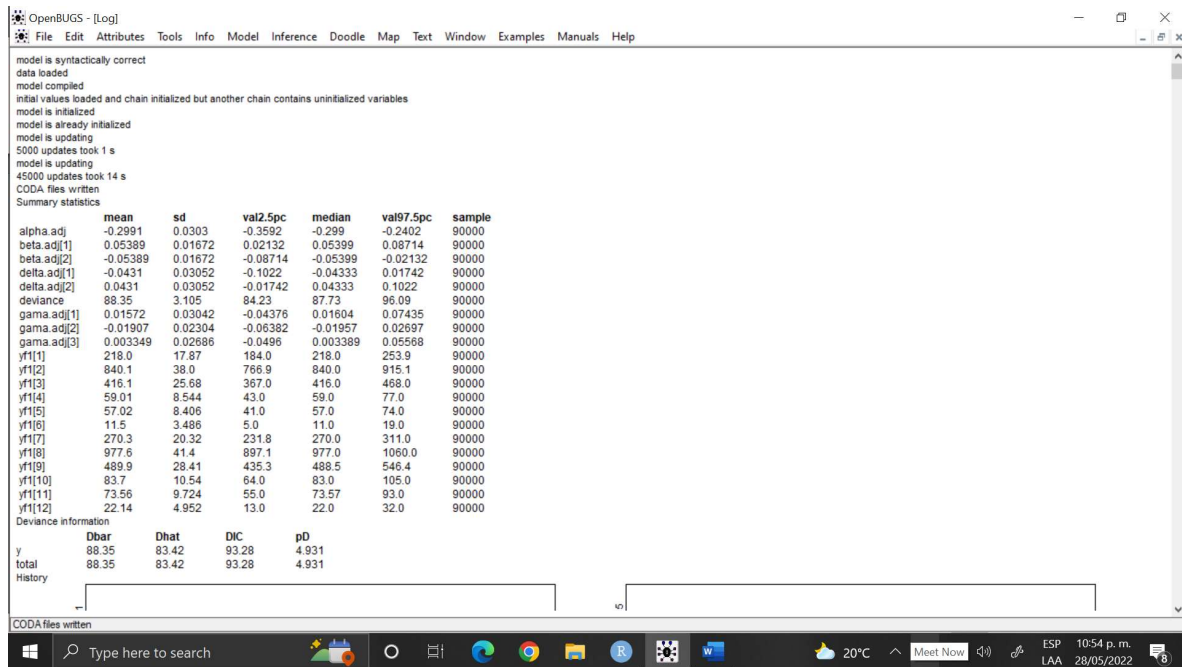 OpenBUGS - [Log]
File Edit Attributes Tools Info Model Inference Doodle Map Text Window Examples Manuals Help
model is syntactically correct
data loaded
model compiled
initial values loaded and chain initialized but another chain contains uninitialized variables
model is initialized
model is already initialized
model is updating
5000 updates took 1 s
model is updating
45000 updates took 14 s
CODA files written
Summary statistics
mean sd val2.5pc median val97.5pc sample
alpha.adj -0.2991 0.0303 -0.3592 -0.299 -0.2402 90000
beta.adj[1] 0.05389 0.01672 0.02132 0.05399 0.08714 90000
beta.adj[2] -0.05389 0.01672 -0.08714 -0.05399 -0.02132 90000
delta.adj[1] -0.0431 0.03052 -0.1022 -0.04333 0.01742 90000
delta.adj[2] 0.0431 0.03052 -0.01742 0.04333 0.1022 90000
deviance 88.35 3.105 84.23 87.73 96.09 90000
gama.adj[1] 0.01572 0.03042 -0.04376 0.01604 0.07435 90000
gama.adj[2] -0.01907 0.02304 -0.06382 -0.01957 0.02697 90000
gama.adj[3] 0.003349 0.02686 -0.0496 0.003389 0.05568 90000
yf1[1] 218.0 17.87 184.0 218.0 253.9 90000
yf1[2] 840.1 38.0 766.9 840.0 915.1 90000
yf1[3] 416.1 25.68 367.0 416.0 468.0 90000
yf1[4] 59.01 8.544 43.0 59.0 77.0 90000
yf1[5] 57.02 8.406 41.0 57.0 74.0 90000
yf1[6] 11.5 3.486 5.0 11.0 19.0 90000
yf1[7] 270.3 20.32 231.8 270.0 311.0 90000
yf1[8] 977.6 41.4 897.1 977.0 1060.0 90000
yf1[9] 489.9 28.41 435.3 488.5 546.4 90000
yf1[10] 83.7 10.54 64.0 83.0 105.0 90000
yf1[11] 73.56 9.724 55.0 73.57 93.0 90000
yf1[12] 22.14 4.952 13.0 22.0 32.0 90000
Deviance information
Dbar Dhat DIC pD
y 88.35 83.42 93.28 4.931
total 88.35 83.42 93.28 4.931
History
1 5
CODA files written
Type here to search R W 20°C Meet Now ESP 10:54 p. m.
LAA 28/05/2022 8